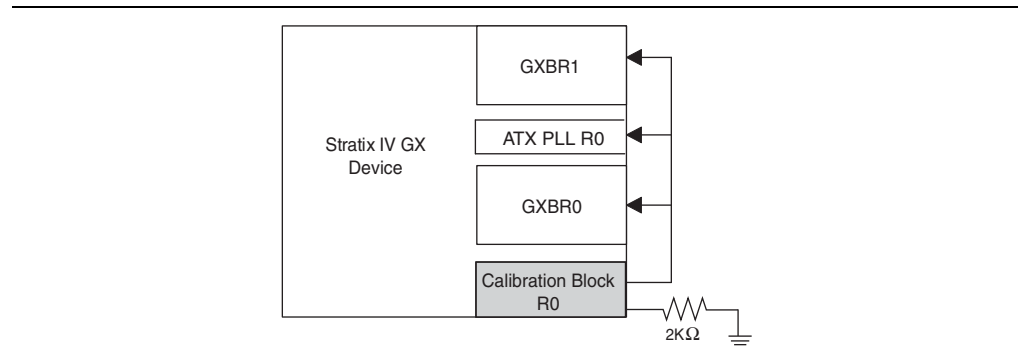 GXBR1
Stratix IV GX
Device
ATX PLL R0
GXBR0
Calibration Block
R0
2KΩ